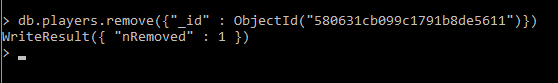 > db.players.remove({"_id" : ObjectId("580631cb099c1791b8de5611")})
WriteResult({ "nRemoved" : 1 })
> _